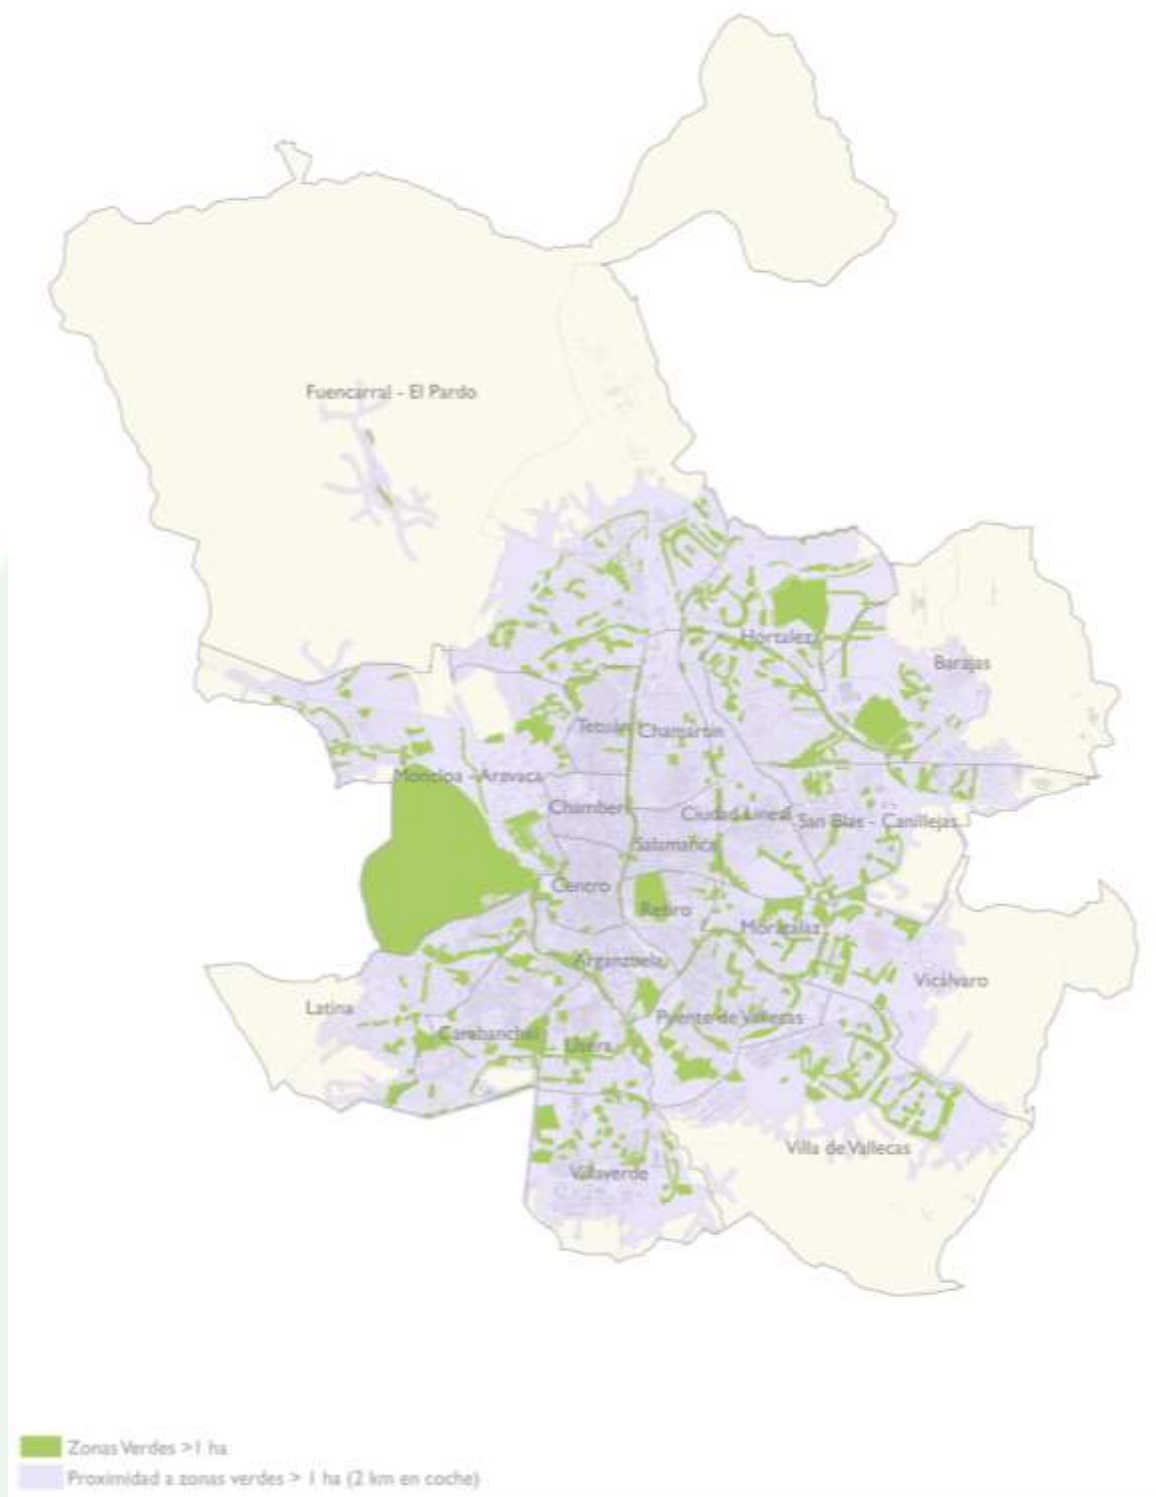 Fuencarral - El Pardo
Hortaleza
Barajas
Tetuán
Chamartín
Moncloa - Aravaca
Chamberí
Ciudad Lineal
San Blas - Canillejas
Salamanca
Centro
Retiro
Moratalaz
Arganzuela
Vicálvaro
Latina
Puente de Vallecas
Carabanchel
Usera
Villa de Vallecas
Villaverde
Zonas Verdes >1 ha
Proximidad a zonas verdes > 1 ha (2 km en coche)